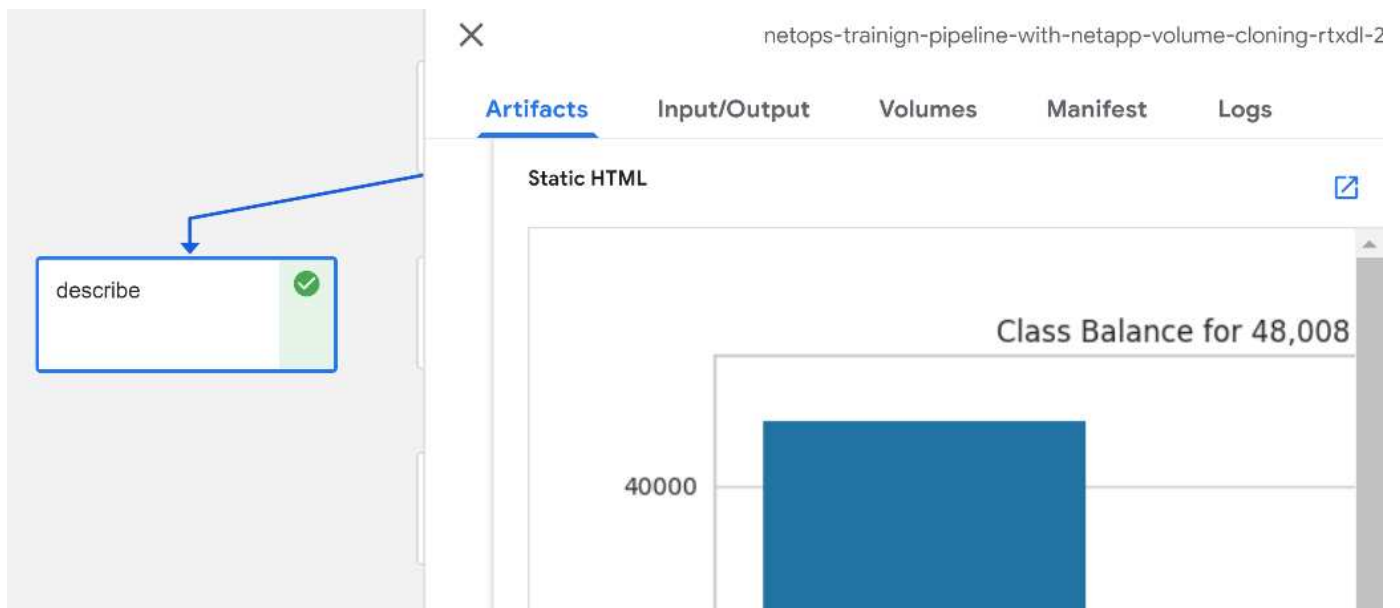 netops-trainign-pipeline-with-netapp-volume-cloning-rtxdl-2
Artifacts Input/Output Volumes Manifest Logs
Static HTML
describe
Class Balance for 48,008
40000